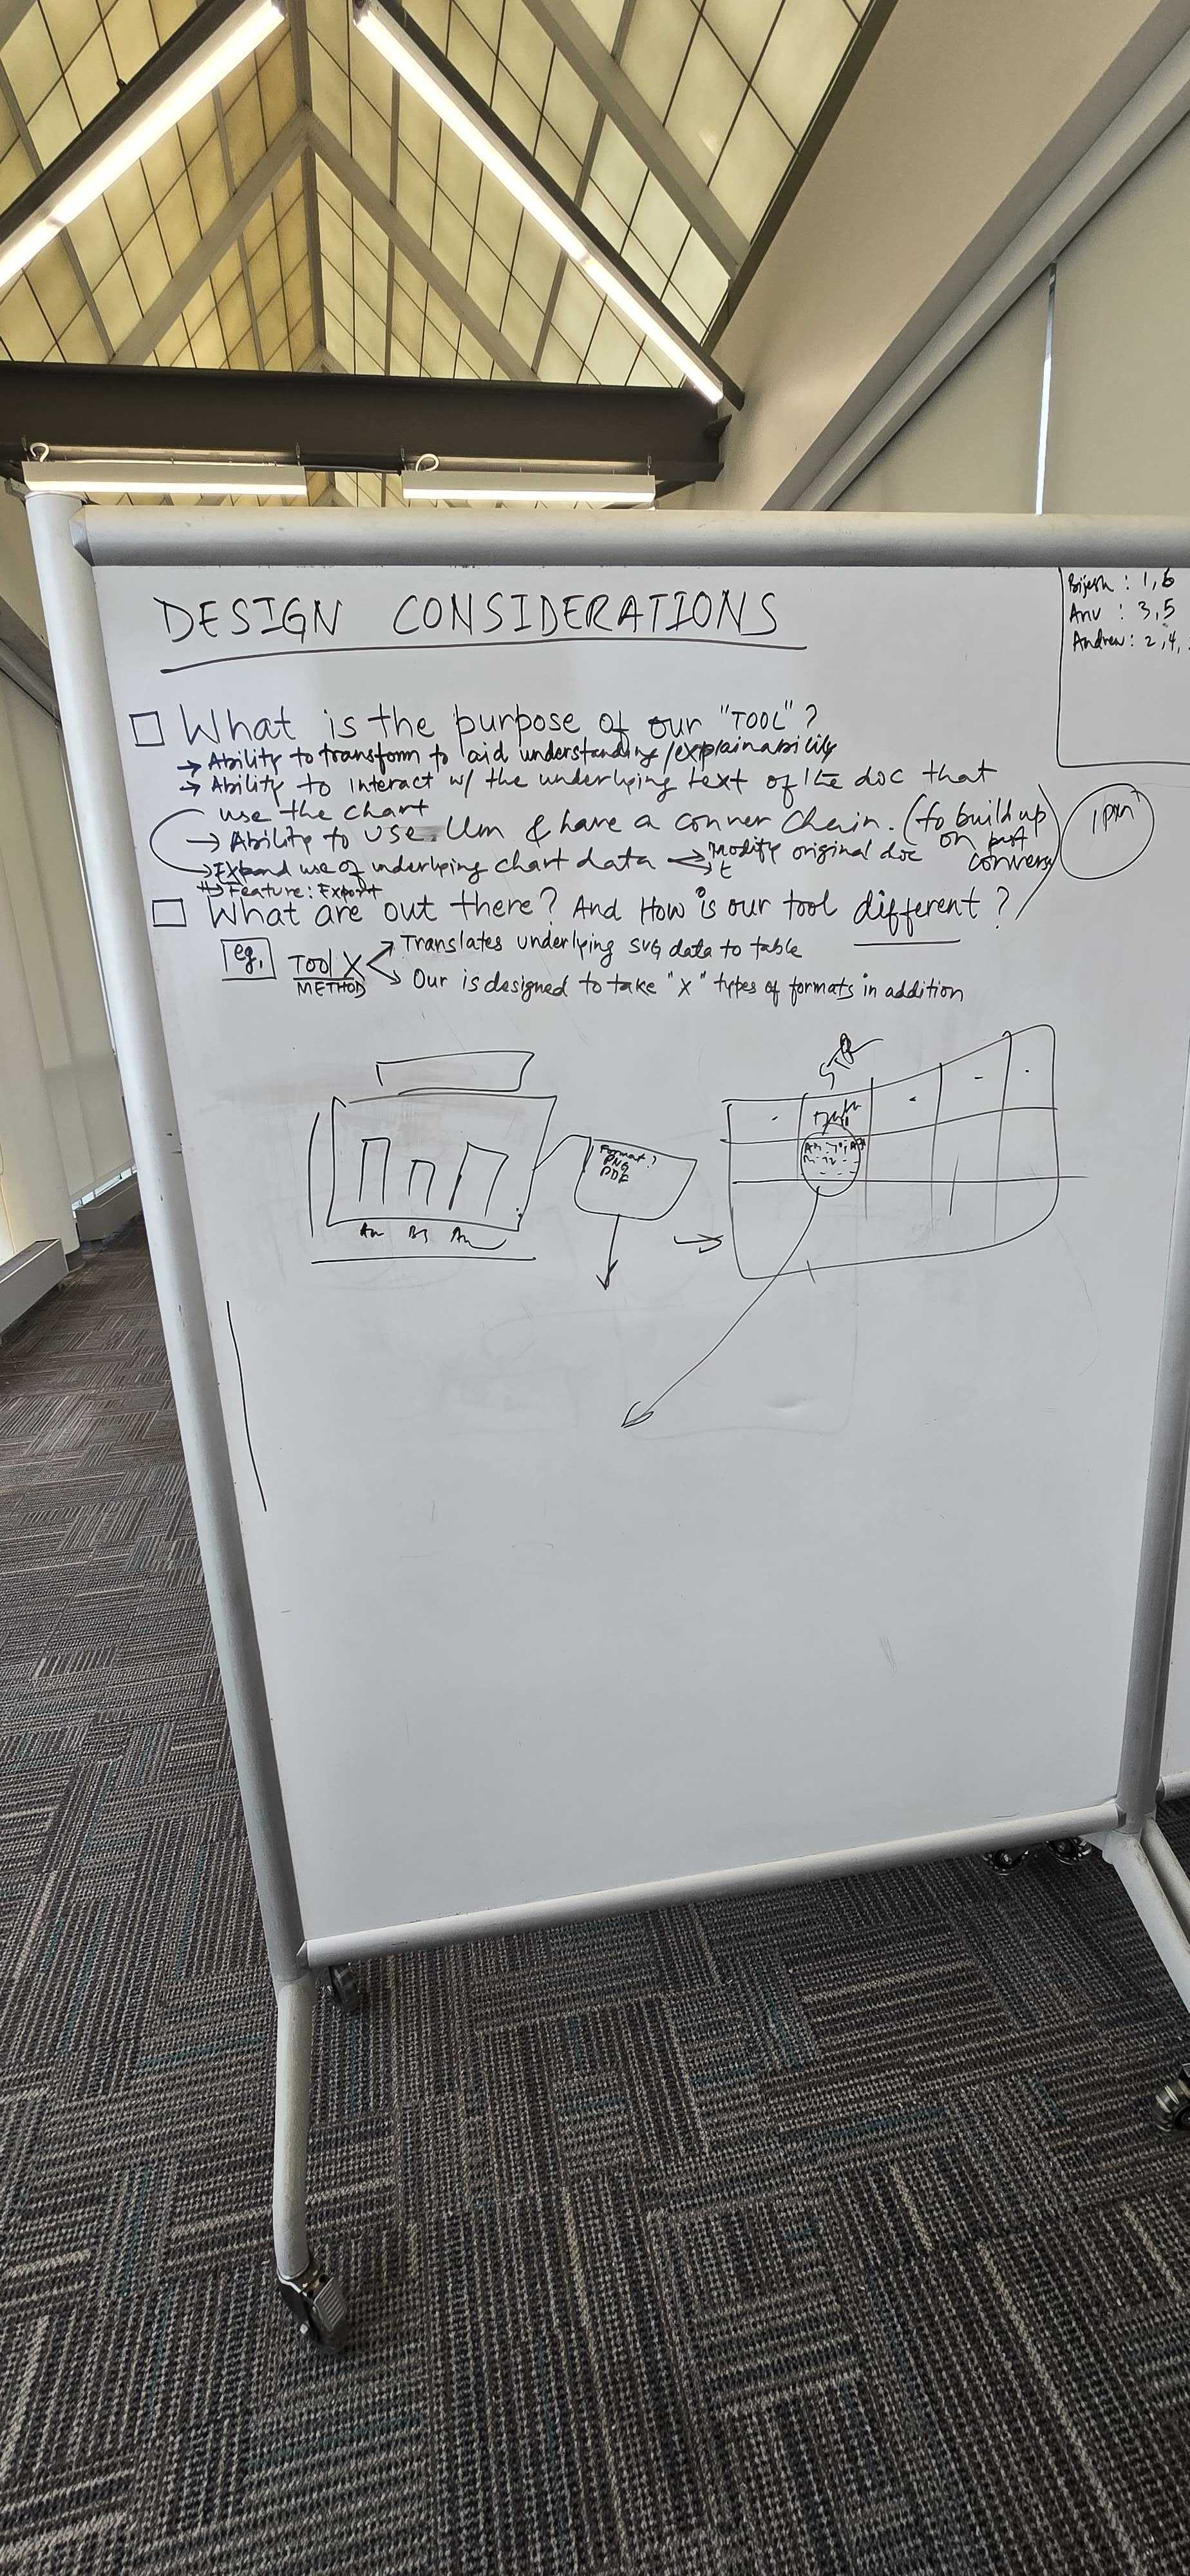 DESIGN CONSIDERATIONS
Bijesh : 1, 6
Anv : 3,5
Andrew : 2,4,
What is the purpose of our "TOOL"?
→ Ability to transform to aid understanding/explainability
→ Ability to interact w/ the underlying text of the doc that
use the chart
→ Ability to use LLm & have a conver Chain. (to build up
on past
convers)
→ Expand use of underlying chart data
→ Modify original doc
t
↳ Feature: Export
1pm
What are out there? And How is our tool different?
eg. TOOL X
METHOD
Translates underlying SVG data to table
Our is designed to take "X" types of formats in addition
Format?
PNG
PDF